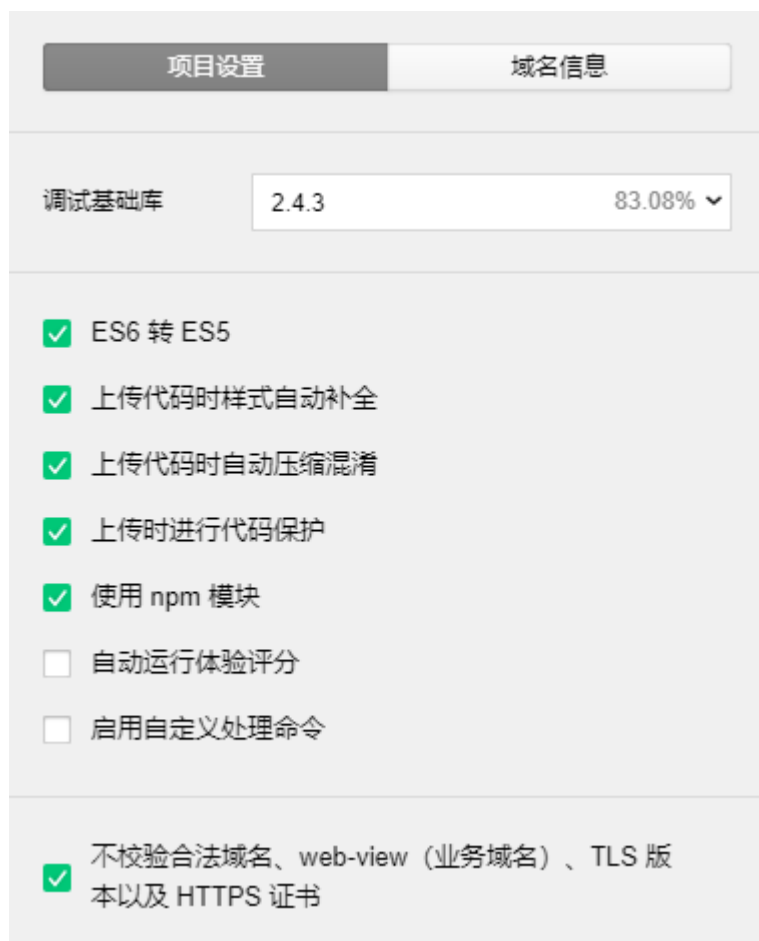 项目设置 域名信息
调试基础库 2.4.3 83.08%
ES6 转 ES5
上传代码时样式自动补全
上传代码时自动压缩混淆
上传时进行代码保护
使用 npm 模块
自动运行体验评分
启用自定义处理命令
不校验合法域名、web-view（业务域名）、TLS 版
本以及 HTTPS 证书